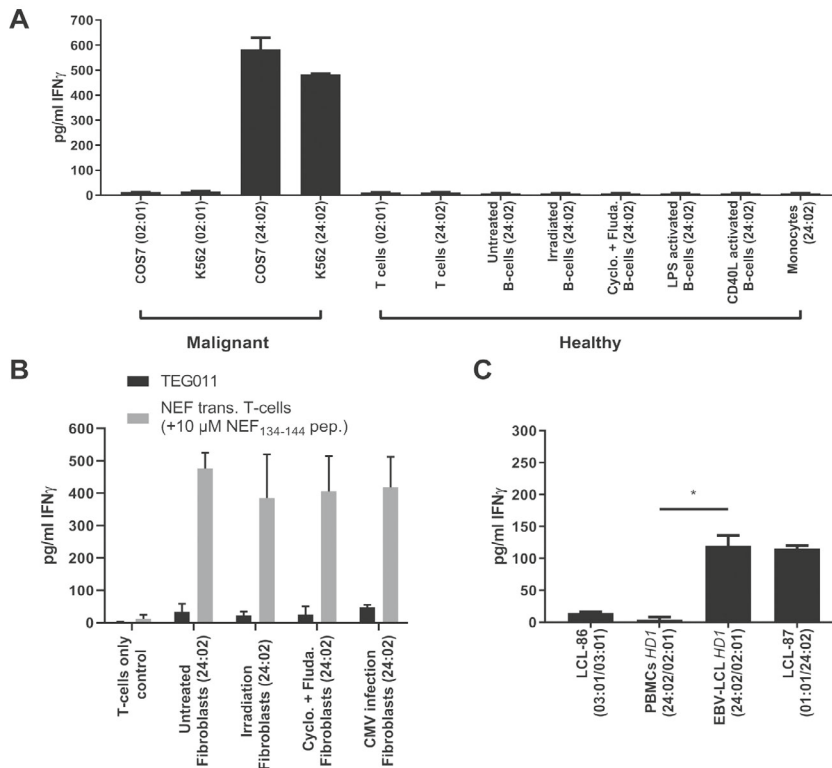 A
pg/ml IFNγ
700
600
500
400
300
200
100
0
COS7 (02:01)
K562 (02:01)
COS7 (24:02)
K562 (24:02)
T cells (02:01)
T cells (24:02)
Untreated
B-cells (24:02)
Irradiated
B-cells (24:02)
Cyclo. + Fluda.
B-cells (24:02)
LPS activated
B-cells (24:02)
CD40L activated
B-cells (24:02)
Monocytes
(24:02)
Malignant
Healthy
B
TEG011
NEF trans. T-cells
(+10 µM NEF134-144 pep.)
pg/ml IFNγ
600
500
400
300
200
100
0
T-cells only
control
Untreated
Fibroblasts (24:02)
Irradiation
Fibroblasts (24:02)
Cyclo. + Fluda.
Fibroblasts (24:02)
CMV infection
Fibroblasts (24:02)
C
pg/ml IFNγ
300
250
200
150
100
50
0
*
LCL-86
(03:01/03:01)
PBMCs HD1
(24:02/02:01)
EBV-LCL HD1
(24:02/02:01)
LCL-87
(01:01/24:02)